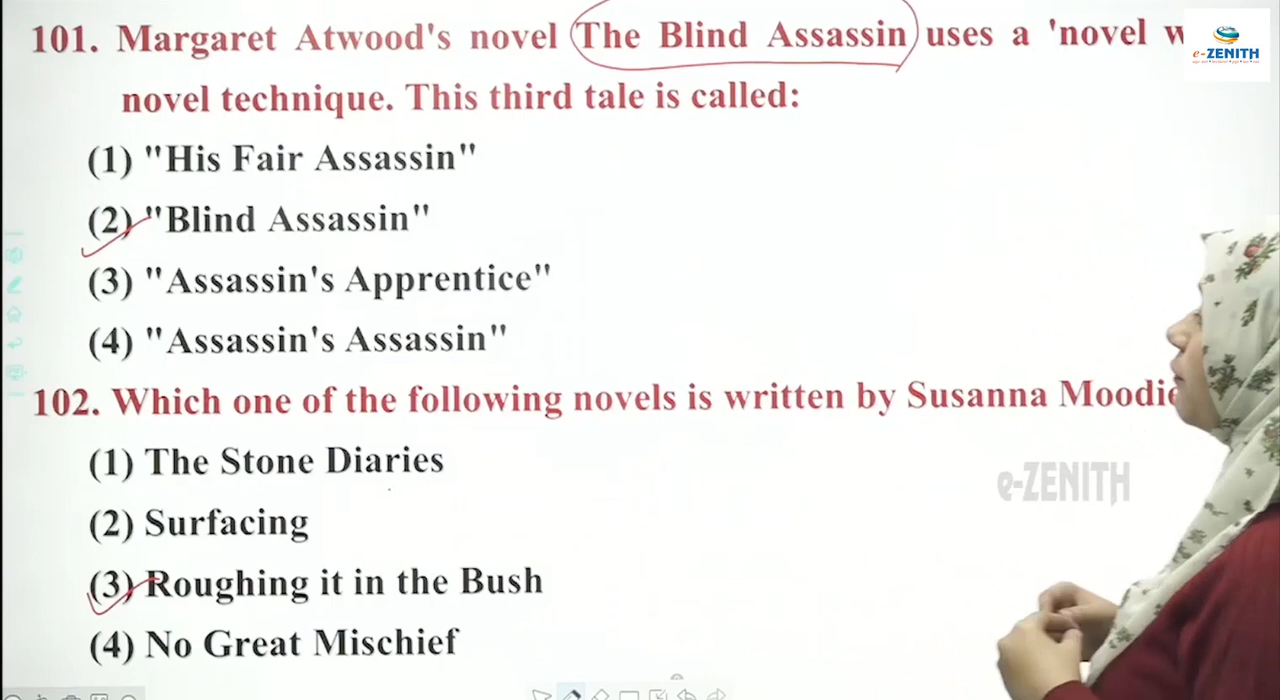 101. Margaret Atwood's novel The Blind Assassin uses a 'novel w
e-ZENITH
novel technique. This third tale is called:
(1) "His Fair Assassin"
(2) "Blind Assassin"
(3) "Assassin's Apprentice"
(4) "Assassin's Assassin"
102. Which one of the following novels is written by Susanna Moodie
(1) The Stone Diaries
e-ZENITH
(2) Surfacing
(3) Roughing it in the Bush
(4) No Great Mischief